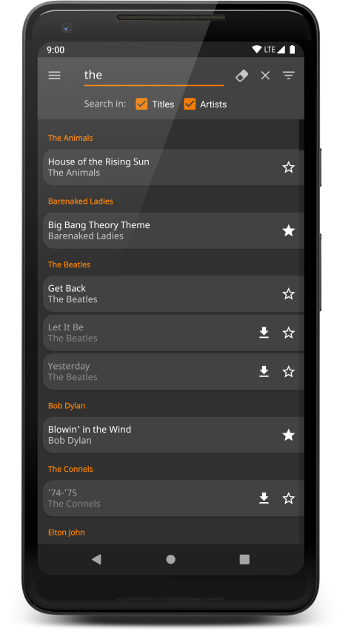 9:00 LTE
the
Search in: Titles Artists
The Animals
House of the Rising Sun
The Animals
Barenaked Ladies
Big Bang Theory Theme
Barenaked Ladies
The Beatles
Get Back
The Beatles
Let It Be
The Beatles
Yesterday
The Beatles
Bob Dylan
Blowin' in the Wind
Bob Dylan
The Connels
'74-'75
The Connels
Elton John